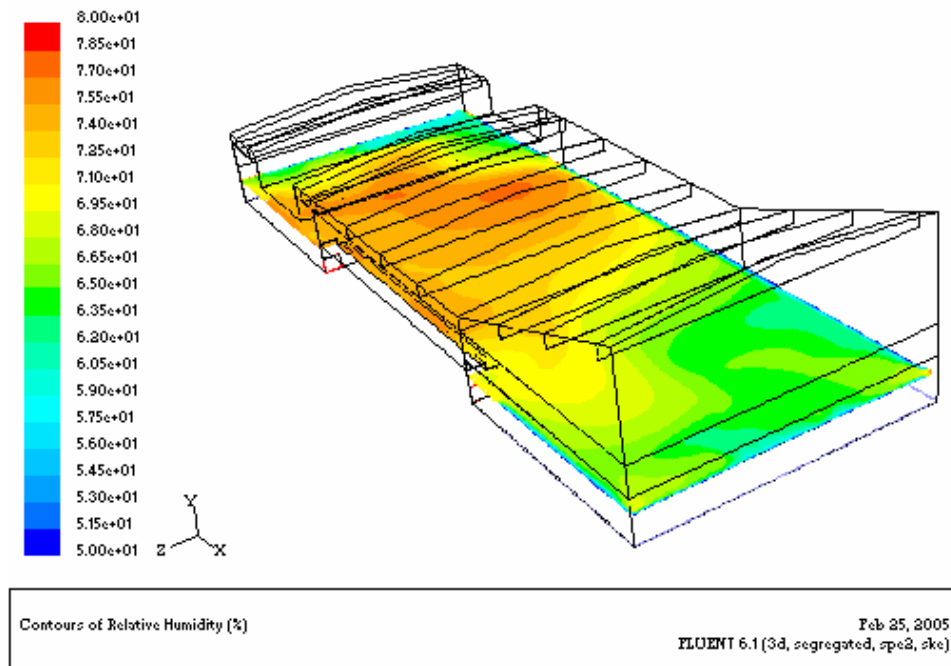 8.00e+01
7.85e+01
7.70e+01
7.55e+01
7.40e+01
7.25e+01
7.10e+01
6.95e+01
6.80e+01
6.65e+01
6.50e+01
6.35e+01
6.20e+01
6.05e+01
5.90e+01
5.75e+01
5.60e+01
5.45e+01
5.30e+01
5.15e+01
5.00e+01
Y
Z
X
Contours of Relative Humidity (%)
Feb 25, 2005
FLUENT 6.1 (3d, segregated, spe2, ske)